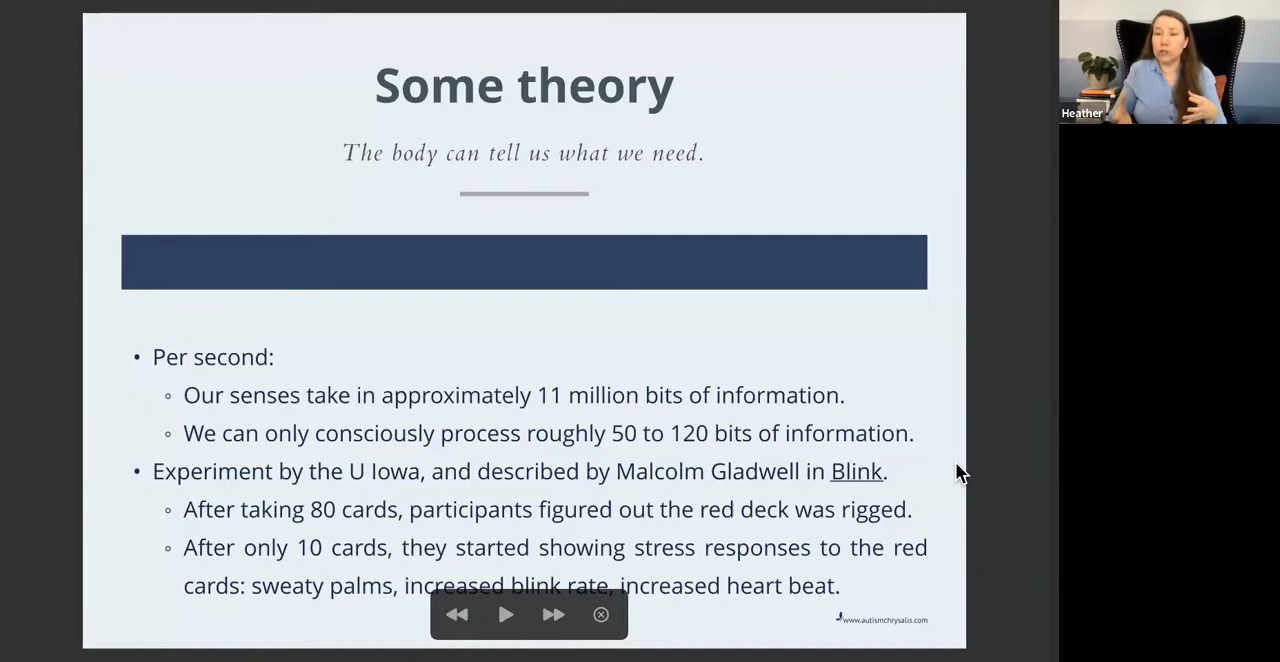 Some theory
The body can tell us what we need.
• Per second:
◦ Our senses take in approximately 11 million bits of information.
◦ We can only consciously process roughly 50 to 120 bits of information.
• Experiment by the U Iowa, and described by Malcolm Gladwell in Blink.
◦ After taking 80 cards, participants figured out the red deck was rigged.
◦ After only 10 cards, they started showing stress responses to the red
cards: sweaty palms, increased blink rate, increased heart beat.
www.autismchrysalis.com
Heather